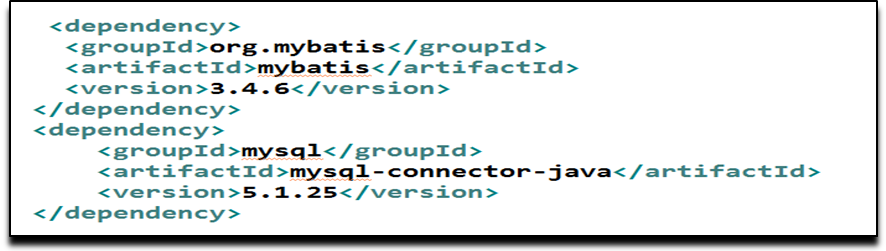 <dependency>
<groupId>org.mybatis</groupId>
<artifactId>mybatis</artifactId>
<version>3.4.6</version>
</dependency>
<dependency>
<groupId>mysql</groupId>
<artifactId>mysql-connector-java</artifactId>
<version>5.1.25</version>
</dependency>